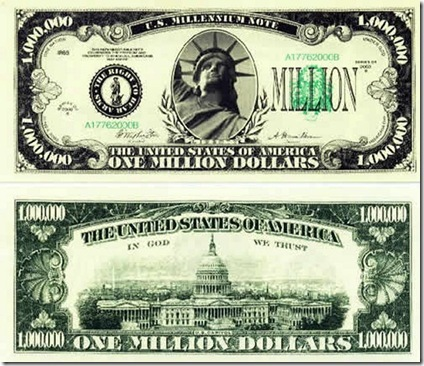 U.S. MILLENNIUM NOTE
1,000,000
1,000,000
A17762000B
THE RIGHT TO BEAR ARMS
MILLION
A17762000B
1,000,000
1,000,000
THE UNITED STATES OF AMERICA
ONE MILLION DOLLARS
1,000,000
1,000,000
THE UNITED STATES OF AMERICA
IN GOD WE TRUST
1,000,000
1,000,000
ONE MILLION DOLLARS